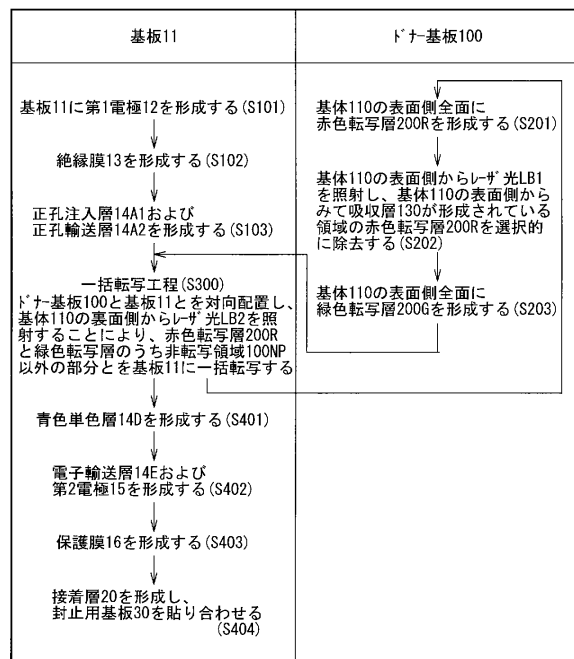 基板11
ドナー基板100
基板11に第1電極12を形成する(S101)
絶縁膜13を形成する(S102)
正孔注入層14A1および
正孔輸送層14A2を形成する(S103)
一括転写工程(S300)
ドナー基板100と基板11とを対向配置し、
基体110の裏面側からレーザ光LB2を照
射することにより、赤色転写層200R
と緑色転写層のうち非転写領域100NP
以外の部分とを基板11に一括転写する
青色単色層14Dを形成する(S401)
電子輸送層14Eおよび
第2電極15を形成する(S402)
保護膜16を形成する(S403)
接着層20を形成し、
封止用基板30を貼り合わせる
(S404)
基体110の表面側全面に
赤色転写層200Rを形成する(S201)
基体110の表面側からレーザ光LB1
を照射し、基体110の表面側から
みて吸収層130が形成されている
領域の赤色転写層200Rを選択的
に除去する(S202)
基体110の表面側全面に
緑色転写層200Gを形成する(S203)